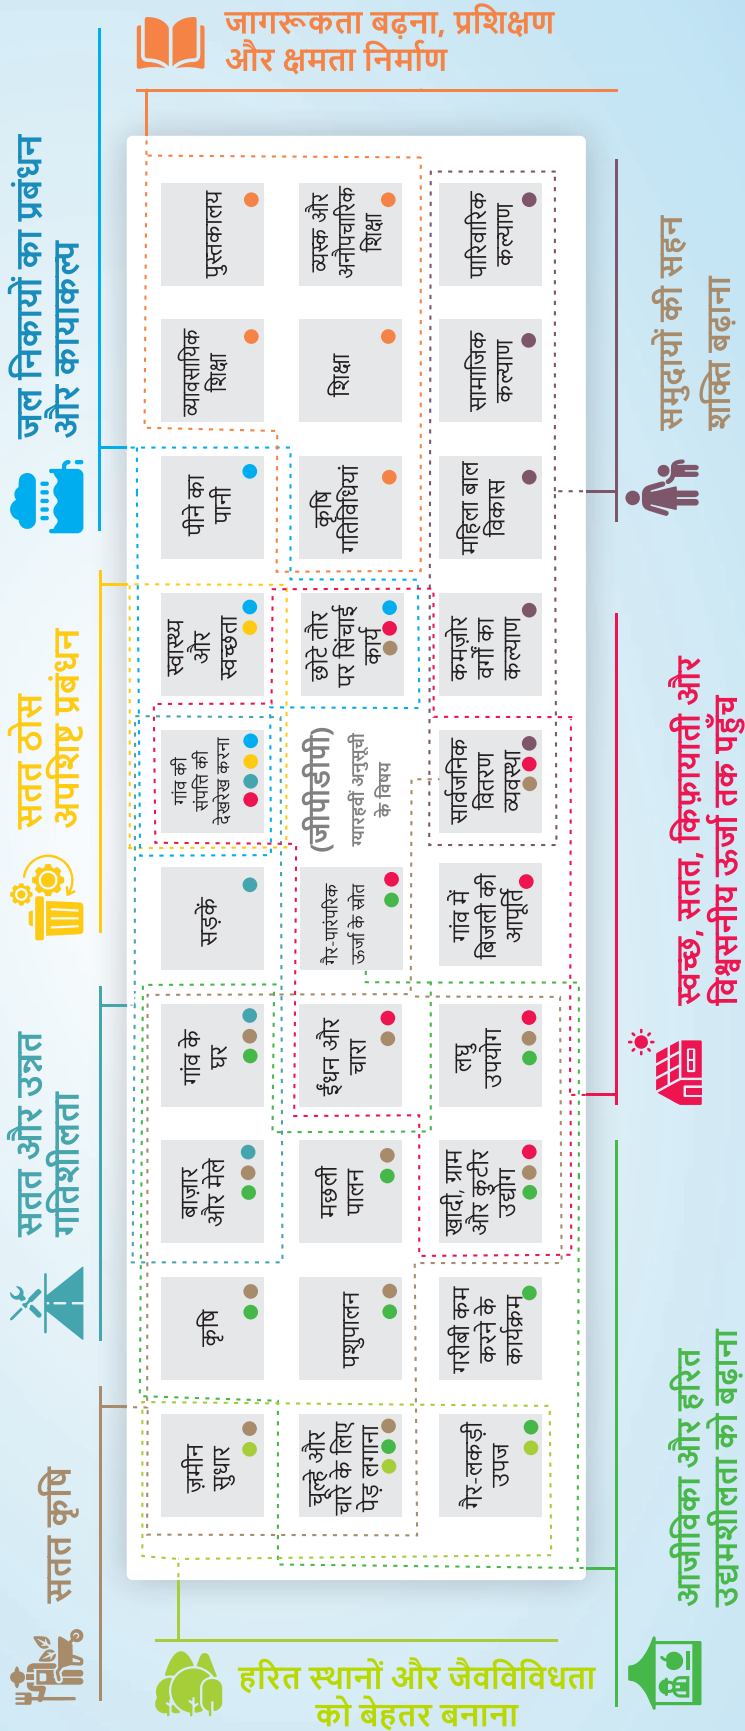 जागरूकता बढ़ना, प्रशिक्षण
और क्षमता निर्माण
जल निकायों का प्रबंधन
और कायाकल्प
सतत ठोस
अपशिष्ट प्रबंधन
सतत और उन्नत
गतिशीलता
सतत कृषि
पुस्तकालय
व्यस्क और
अनौपचारिक
शिक्षा
पारिवारिक
कल्याण
व्यावसायिक
शिक्षा
शिक्षा
सामाजिक
कल्याण
पीने का
पानी
कृषि
गतिविधियां
महिला बाल
विकास
स्वास्थ्य
और
स्वच्छता
छोटे तौर
पर सिंचाई
कार्य
कमज़ोर
वर्गों का
कल्याण
गांव की
संपत्ति की
देखरेख करना
(जीपीडीपी)
ग्यारहवीं अनुसूची
के विषय
सार्वजनिक
वितरण
व्यवस्था
सड़कें
गैर-पारंपरिक
ऊर्जा के स्रोत
गांव में
बिजली की
आपूर्ति
गांव के
घर
ईंधन और
चारा
लघु
उपयोग
बाज़ार
और मेले
मछली
पालन
खादी, ग्राम
और कुटीर
उद्योग
कृषि
पशुपालन
गरीबी कम
करने के
कार्यक्रम
ज़मीन
सुधार
चूल्हे और
चारे के लिए
पेड़ लगाना
गैर-लकड़ी
उपज
समुदायों की सहन
शक्ति बढ़ाना
स्वच्छ, सतत, किफ़ायाती और
विश्वसनीय ऊर्जा तक पहुँच
आजीविका और हरित
उद्यमशीलता को बढ़ाना
हरित स्थानों और जैवविविधता
को बेहतर बनाना